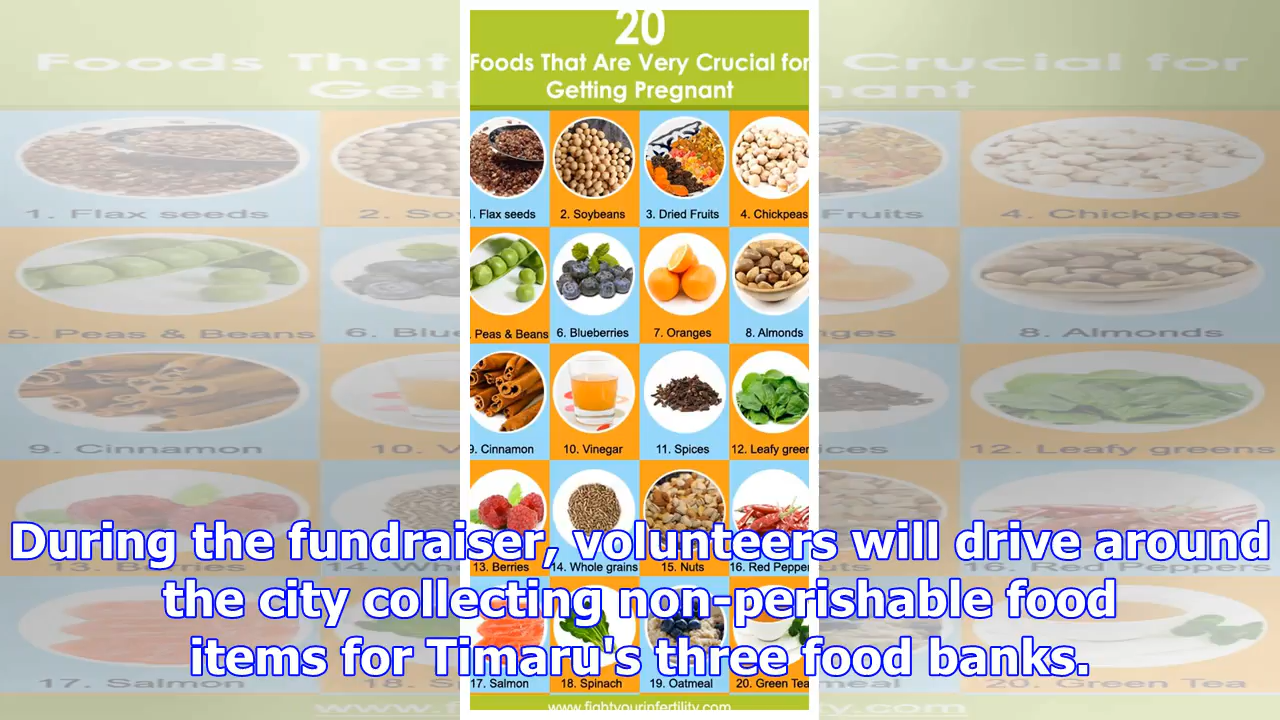 20
Foods That Are Very Crucial for
Getting Pregnant
1. Flax seeds
2. Soybeans
3. Dried Fruits
4. Chickpeas
5. Peas & Beans
6. Blueberries
7. Oranges
8. Almonds
9. Cinnamon
10. Vinegar
11. Spices
12. Leafy greens
13. Berries
14. Whole grains
15. Nuts
16. Red Peppers
17. Salmon
18. Spinach
19. Oatmeal
20. Green Tea
www.fightyourinfertility.com
During the fundraiser, volunteers will drive around
the city collecting non-perishable food
items for Timaru's three food banks.